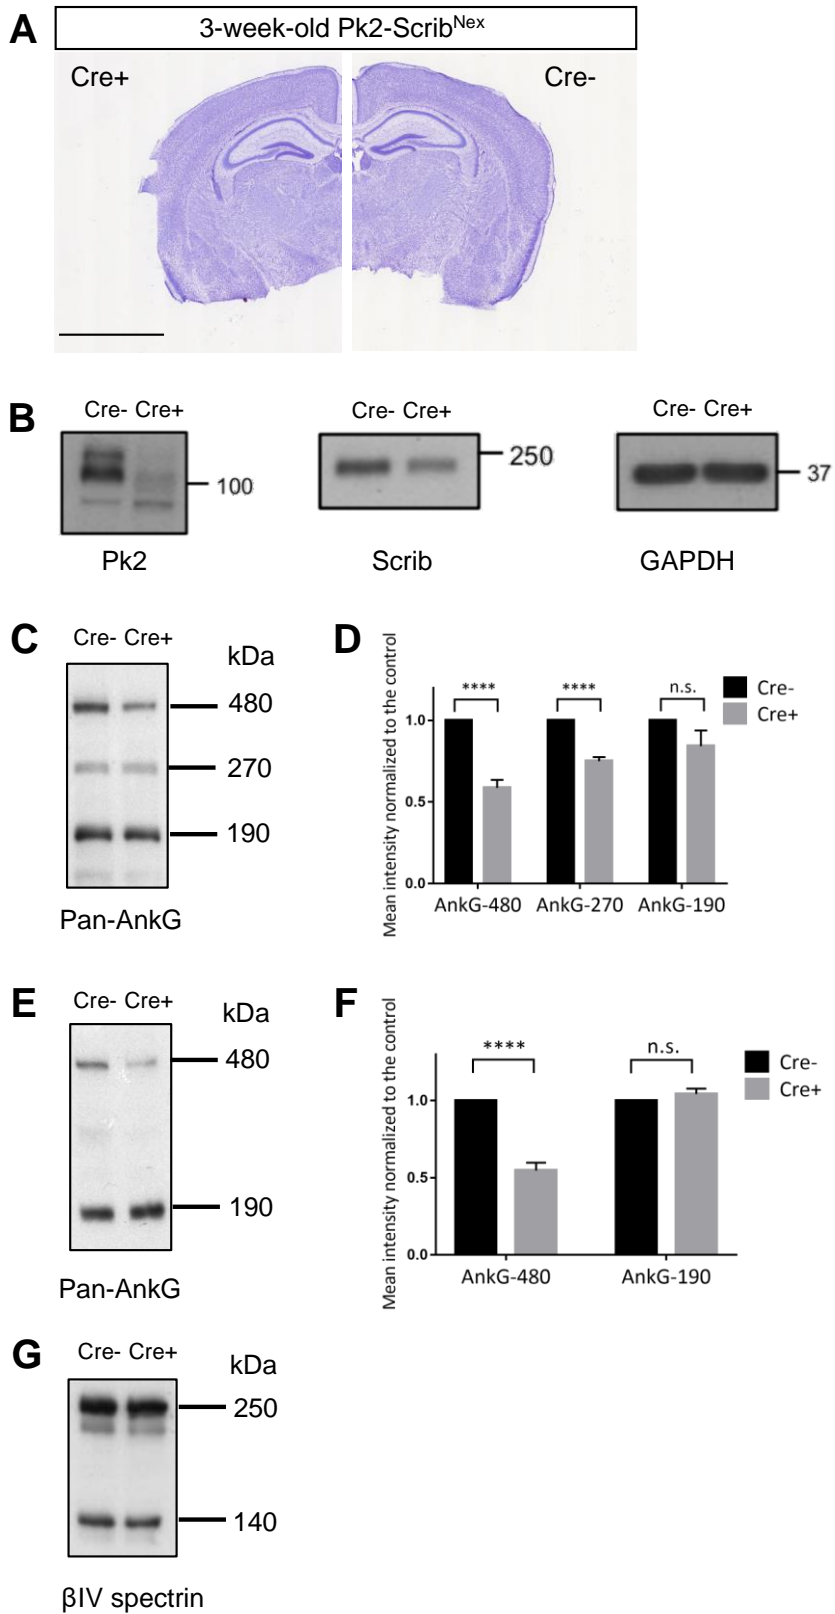 A
3-week-old Pk2-ScribNex
Cre+ Cre-
B
Cre- Cre+
100
Pk2
Cre- Cre+
250
Scrib
Cre- Cre+
37
GAPDH
C
Cre- Cre+
kDa
480
270
190
Pan-AnkG
D
Mean intensity normalized to the control
1.0
0.5
0.0
**** **** n.s.
Cre-
Cre+
AnkG-480 AnkG-270 AnkG-190
E
Cre- Cre+
kDa
480
190
Pan-AnkG
F
Mean intensity normalized to the control
1.0
0.5
0.0
**** n.s.
Cre-
Cre+
AnkG-480 AnkG-190
G
Cre- Cre+
kDa
250
140
βIV spectrin